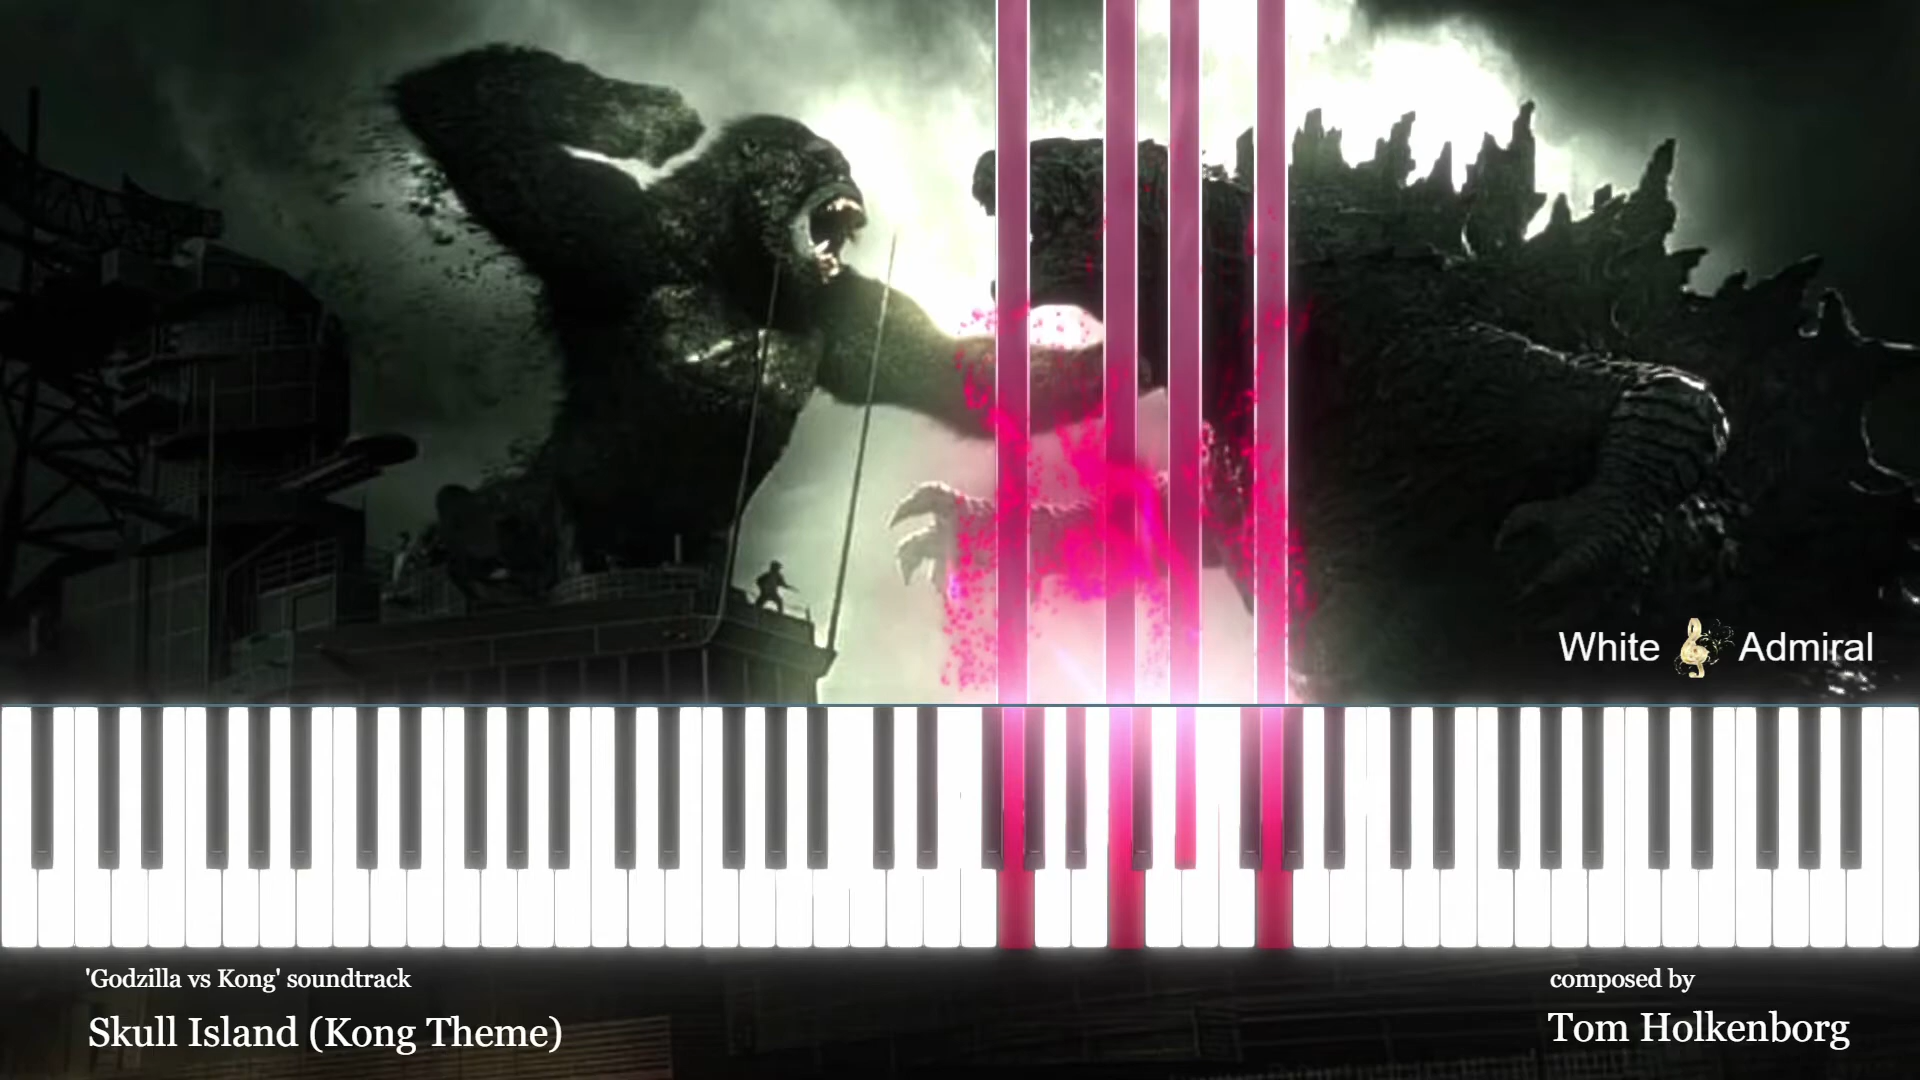 White Admiral
'Godzilla vs Kong' soundtrack
Skull Island (Kong Theme)
composed by
Tom Holkenborg